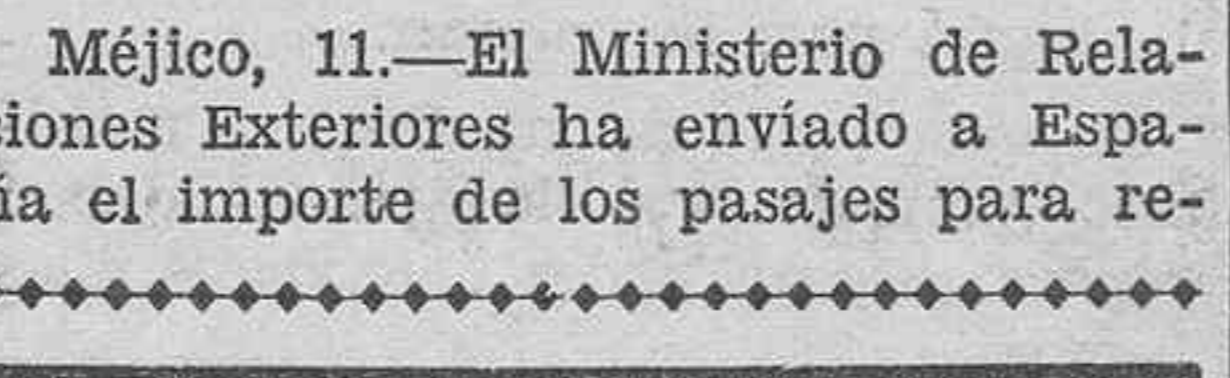 Méjico, 11.—El Ministerio de Rela-
ciones Exteriores ha envíado a Espa-
ña el importe de los pasajes para re-